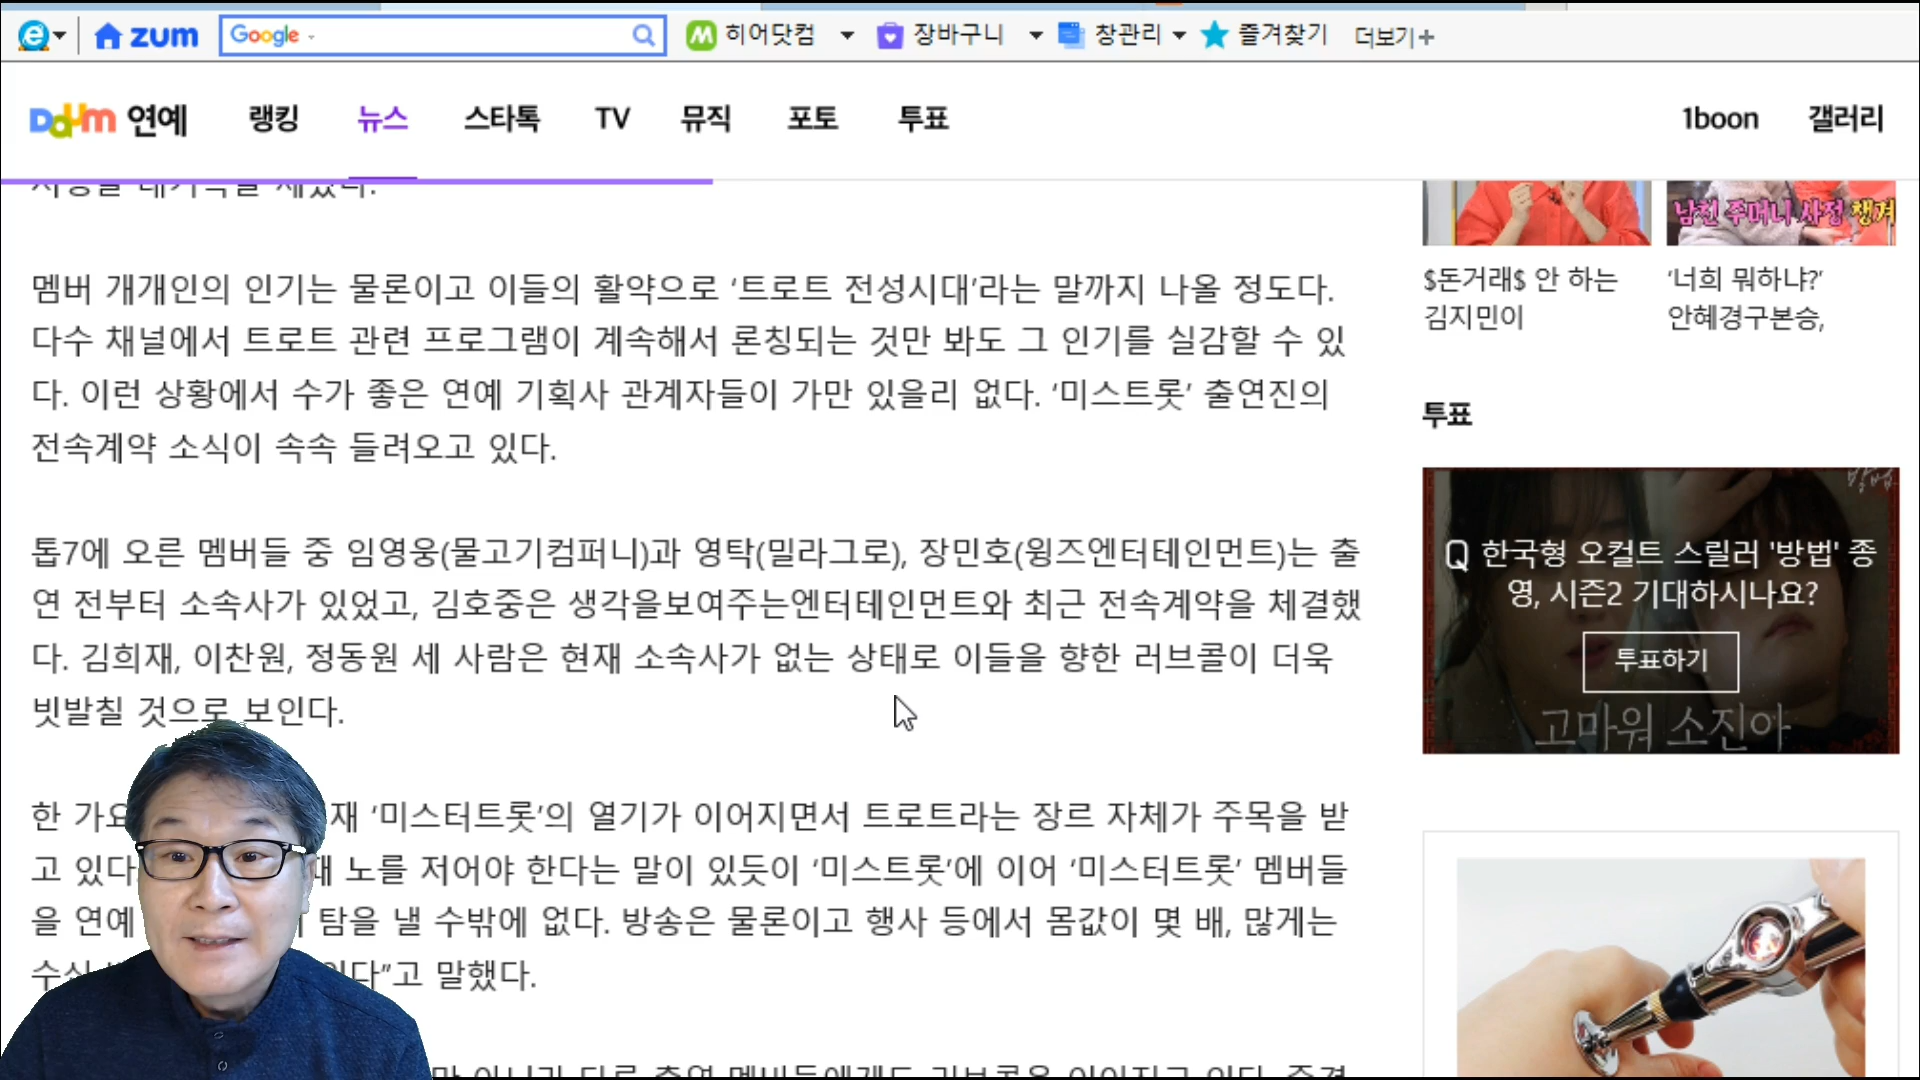 zum
Google
히어닷컴
장바구니
창관리
즐겨찾기
더보기+
Daum 연예
랭킹
뉴스
스타톡
TV
뮤직
포토
투표
1boon
갤러리
멤버 개개인의 인기는 물론이고 이들의 활약으로 ‘트로트 전성시대’라는 말까지 나올 정도다.
다수 채널에서 트로트 관련 프로그램이 계속해서 론칭되는 것만 봐도 그 인기를 실감할 수 있
다. 이런 상황에서 수가 좋은 연예 기획사 관계자들이 가만 있을리 없다. ‘미스트롯’ 출연진의
전속계약 소식이 속속 들려오고 있다.
톱7에 오른 멤버들 중 임영웅(물고기컴퍼니)과 영탁(밀라그로), 장민호(윙즈엔터테인먼트)는 출
연 전부터 소속사가 있었고, 김호중은 생각을보여주는엔터테인먼트와 최근 전속계약을 체결했
다. 김희재, 이찬원, 정동원 세 사람은 현재 소속사가 없는 상태로 이들을 향한 러브콜이 더욱
빗발칠 것으로 보인다.
한 가요 재 ‘미스터트롯’의 열기가 이어지면서 트로트라는 장르 자체가 주목을 받
고 있다 때 노를 저어야 한다는 말이 있듯이 ‘미스트롯’에 이어 ‘미스터트롯’ 멤버들
을 연예 탐을 낼 수밖에 없다. 방송은 물론이고 행사 등에서 몸값이 몇 배, 많게는
다”고 말했다.
남친 주머니 사정 챙겨
$돈거래$ 안 하는
김지민이
‘너희 뭐하냐?’
안혜경구본승,
투표
방법
Q 한국형 오컬트 스릴러 '방법' 종
영, 시즌2 기대하시나요?
투표하기
고마워 소진아